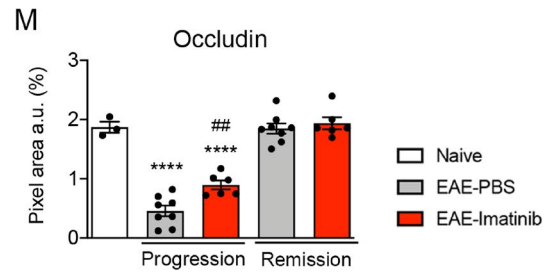 M
Occludin
Pixel area a.u. (%)
3
2
1
0
##
****
****
Progression
Remission
Naive
EAE-PBS
EAE-Imatinib